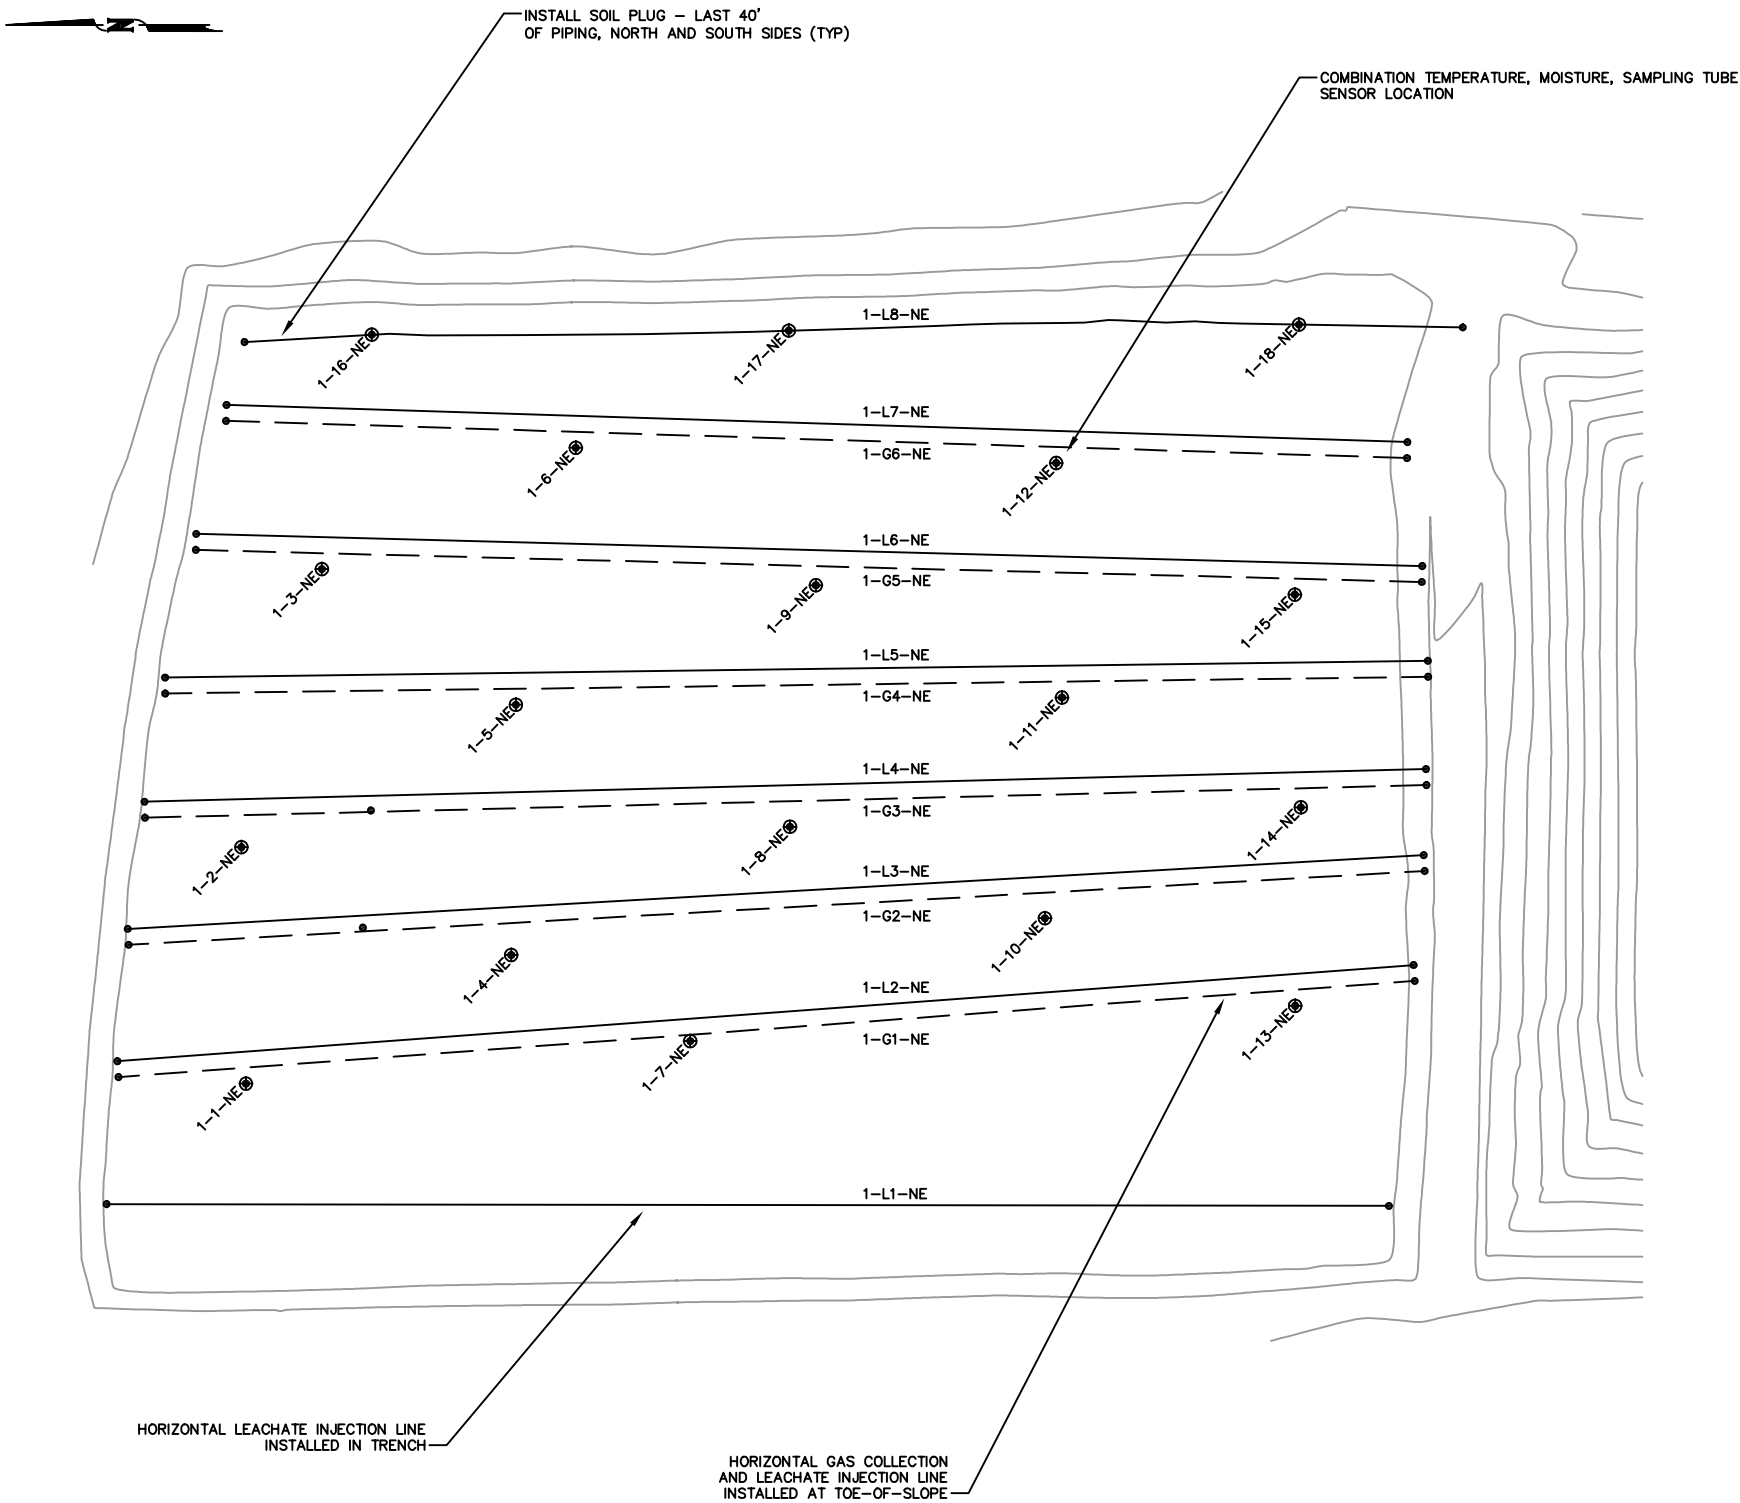 N
INSTALL SOIL PLUG – LAST 40'
OF PIPING, NORTH AND SOUTH SIDES (TYP)
COMBINATION TEMPERATURE, MOISTURE, SAMPLING TUBE
SENSOR LOCATION
1–L8–NE
1–16–NE
1–17–NE
1–18–NE
1–L7–NE
1–G6–NE
1–6–NE
1–12–NE
1–L6–NE
1–G5–NE
1–3–NE
1–9–NE
1–15–NE
1–L5–NE
1–G4–NE
1–5–NE
1–11–NE
1–L4–NE
1–G3–NE
1–2–NE
1–8–NE
1–14–NE
1–L3–NE
1–G2–NE
1–4–NE
1–10–NE
1–L2–NE
1–G1–NE
1–1–NE
1–7–NE
1–13–NE
1–L1–NE
HORIZONTAL LEACHATE INJECTION LINE
INSTALLED IN TRENCH
HORIZONTAL GAS COLLECTION
AND LEACHATE INJECTION LINE
INSTALLED AT TOE–OF–SLOPE